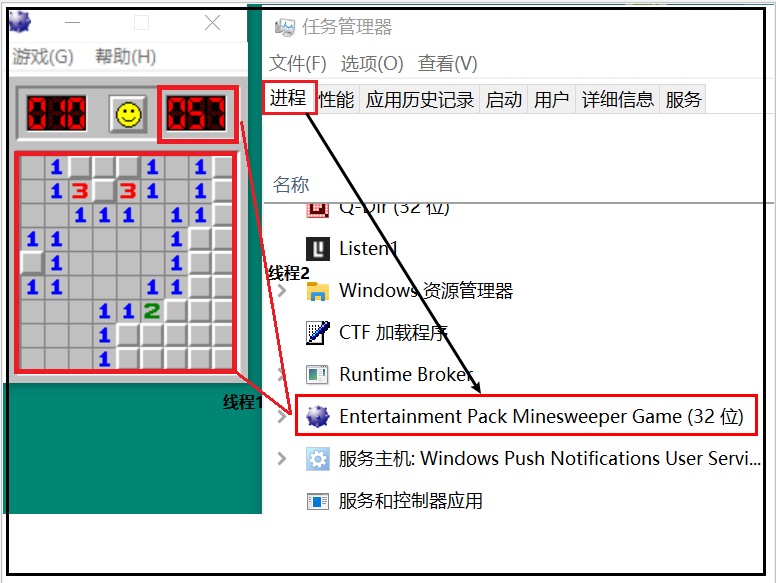 游戏(G) 帮助(H)
010
1 1 1
1 3 3 1 1
1 1 1 1 1
1 1 1
1 1
1 1 1 1
1 1 2
1
1
线程1
线程2
任务管理器
文件(F) 选项(O) 查看(V)
进程 性能 应用历史记录 启动 用户 详细信息 服务
名称
Q-Dir (32 位)
Listen1
Windows 资源管理器
CTF 加载程序
Runtime Broker
Entertainment Pack Minesweeper Game (32 位)
服务主机: Windows Push Notifications User Servi...
服务和控制器应用